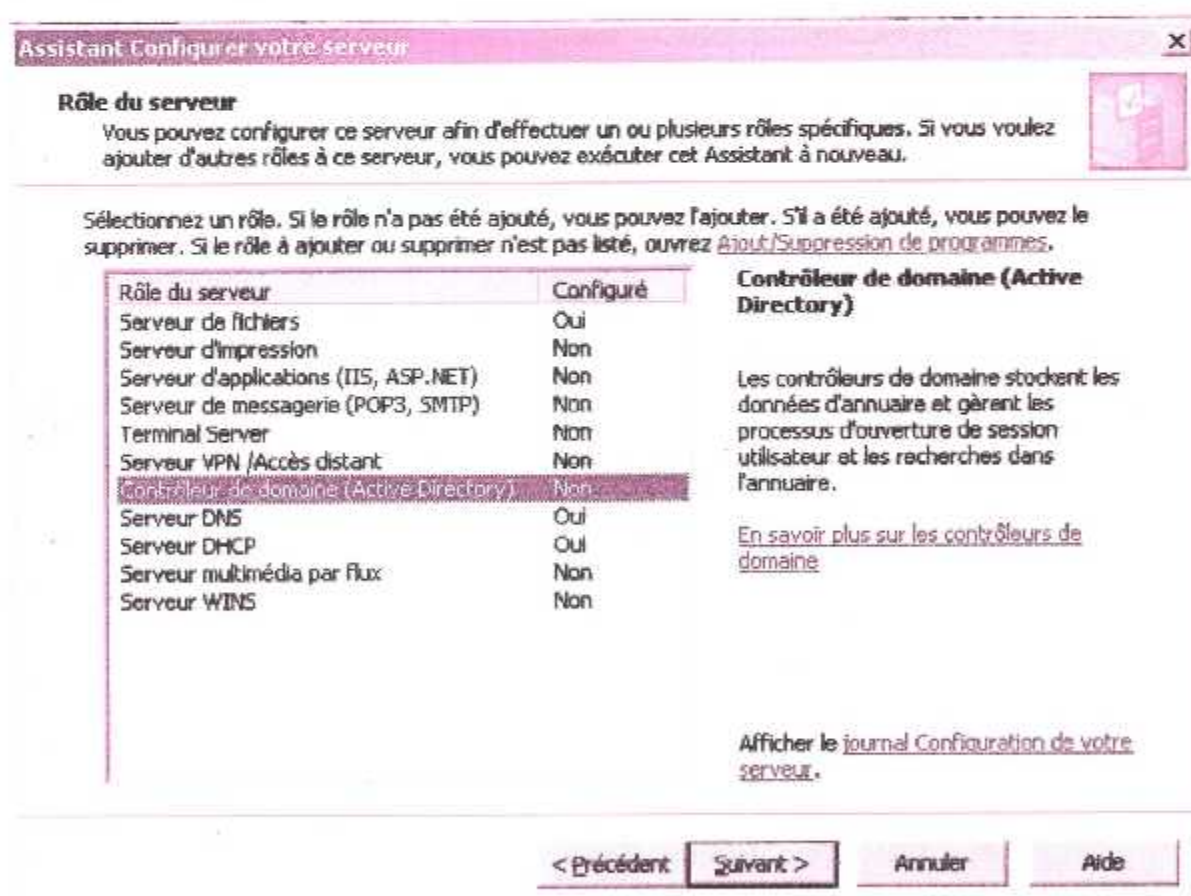 Assistant Configurer votre serveur
Rôle du serveur
Vous pouvez configurer ce serveur afin d'effectuer un ou plusieurs rôles spécifiques. Si vous voulez
ajouter d'autres rôles à ce serveur, vous pouvez exécuter cet Assistant à nouveau.
Sélectionnez un rôle. Si le rôle n'a pas été ajouté, vous pouvez l'ajouter. S'il a été ajouté, vous pouvez le
supprimer. Si le rôle à ajouter ou supprimer n'est pas listé, ouvrez Ajout/Suppression de programmes.
Rôle du serveur Configuré
Serveur de fichiers Oui
Serveur d'impression Non
Serveur d'applications (IIS, ASP.NET) Non
Serveur de messagerie (POP3, SMTP) Non
Terminal Server Non
Serveur VPN /Accès distant Non
Contrôleur de domaine (Active Directory) Non
Serveur DNS Oui
Serveur DHCP Oui
Serveur multimédia par flux Non
Serveur WINS Non
Contrôleur de domaine (Active
Directory)
Les contrôleurs de domaine stockent les
données d'annuaire et gèrent les
processus d'ouverture de session
utilisateur et les recherches dans
l'annuaire.
En savoir plus sur les contrôleurs de
domaine
Afficher le journal Configuration de votre
serveur.
< Précédent Suivant > Annuler Aide